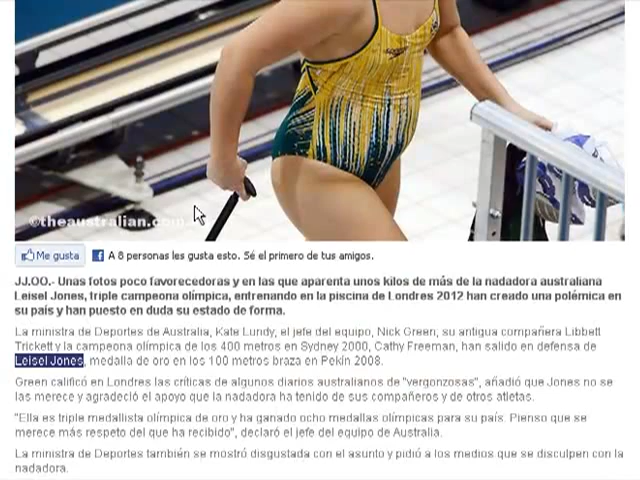 speedo
©theaustralian.com
Me gusta
A 8 personas les gusta esto. Sé el primero de tus amigos.
JJ.OO.- Unas fotos poco favorecedoras y en las que aparenta unos kilos de más de la nadadora australiana
Leisel Jones, triple campeona olímpica, entrenando en la piscina de Londres 2012 han creado una polémica en
su país y han puesto en duda su estado de forma.
La ministra de Deportes de Australia, Kate Lundy, el jefe del equipo, Nick Green, su antigua compañera Libbett
Trickett y la campeona olímpica de los 400 metros en Sydney 2000, Cathy Freeman, han salido en defensa de
Leisel Jones, medalla de oro en los 100 metros braza en Pekín 2008.
Green calificó en Londres las críticas de algunos diarios australianos de "vergonzosas", añadió que Jones no se
las merece y agradeció el apoyo que la nadadora ha tenido de sus compañeros y de otros atletas.
"Ella es triple medallista olímpica de oro y ha ganado ocho medallas olímpicas para su país. Pienso que se
merece más respeto del que ha recibido", declaró el jefe del equipo de Australia.
La ministra de Deportes también se mostró disgustada con el asunto y pidió a los medios que se disculpen con la
nadadora.